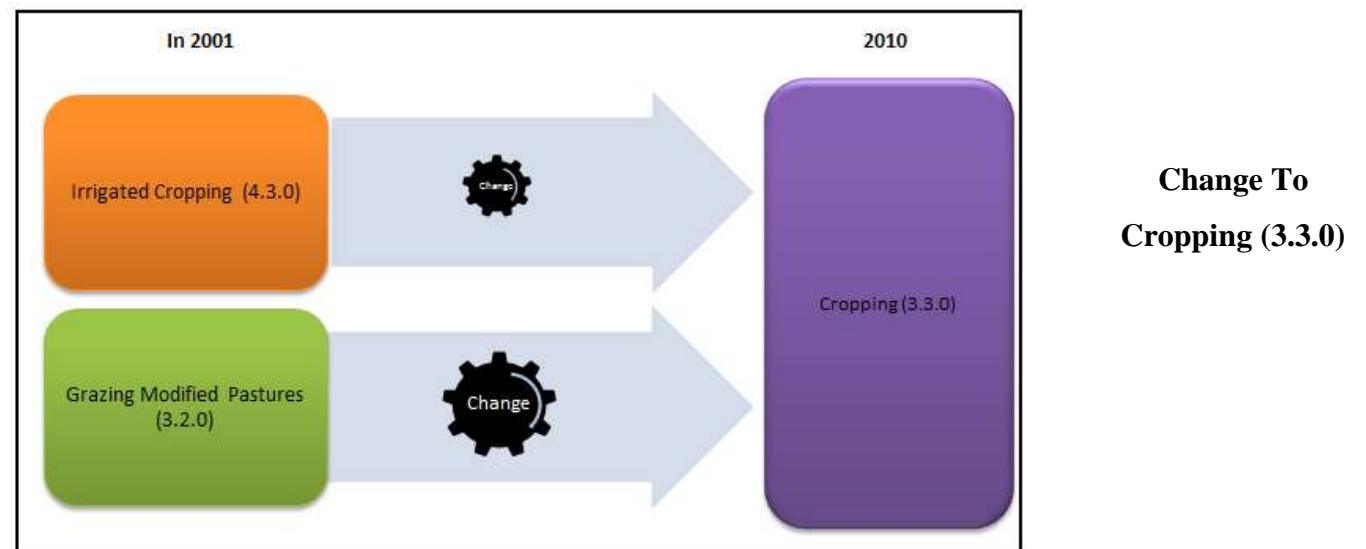 In 2001
2010
Irrigated Cropping (4.3.0)
Change
Cropping (3.3.0)
Grazing Modified Pastures
(3.2.0)
Change
Change To
Cropping (3.3.0)